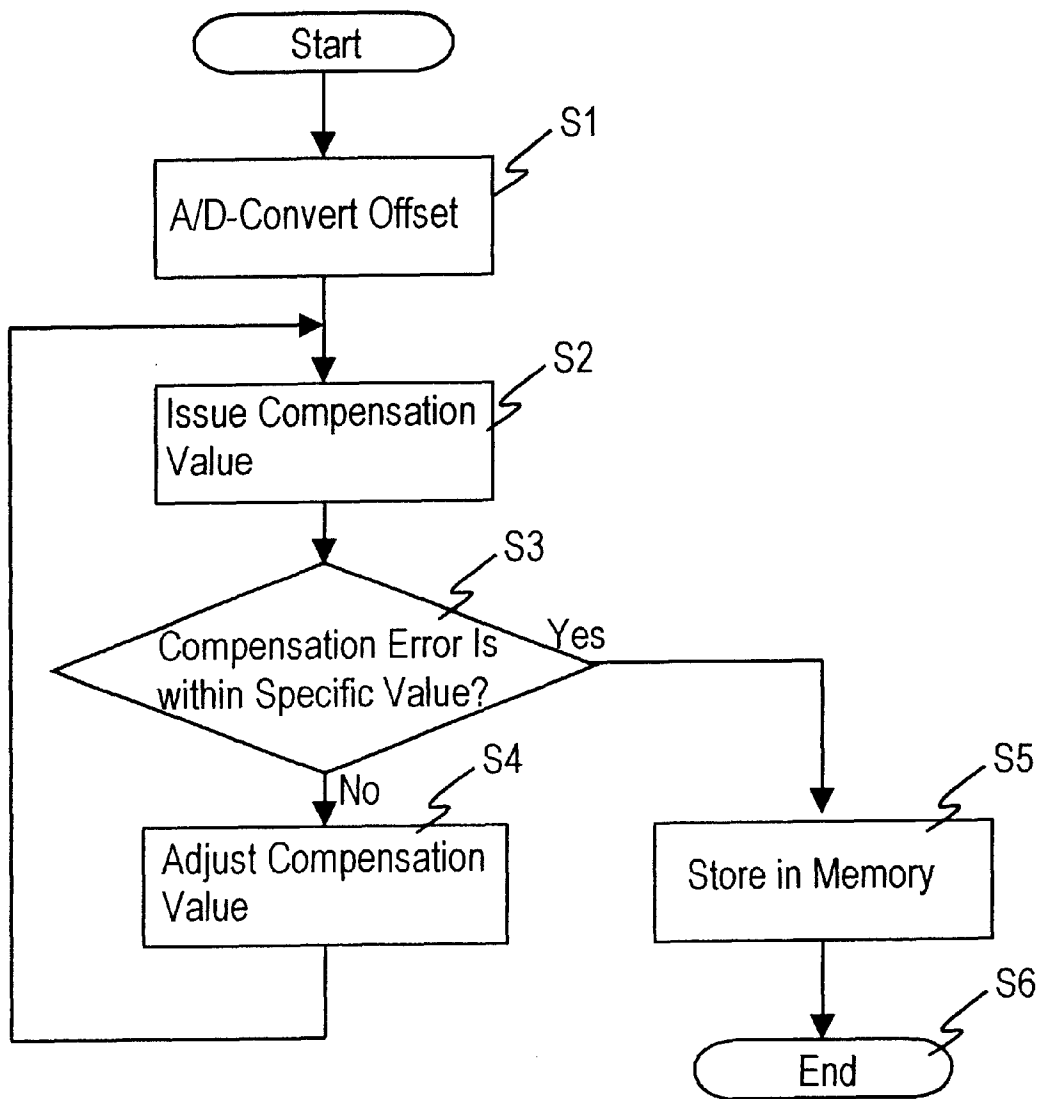 Start
S1
A/D-Convert Offset
S2
Issue Compensation
Value
S3
Compensation Error Is
within Specific Value?
Yes
No
S4
Adjust Compensation
Value
S5
Store in Memory
S6
End